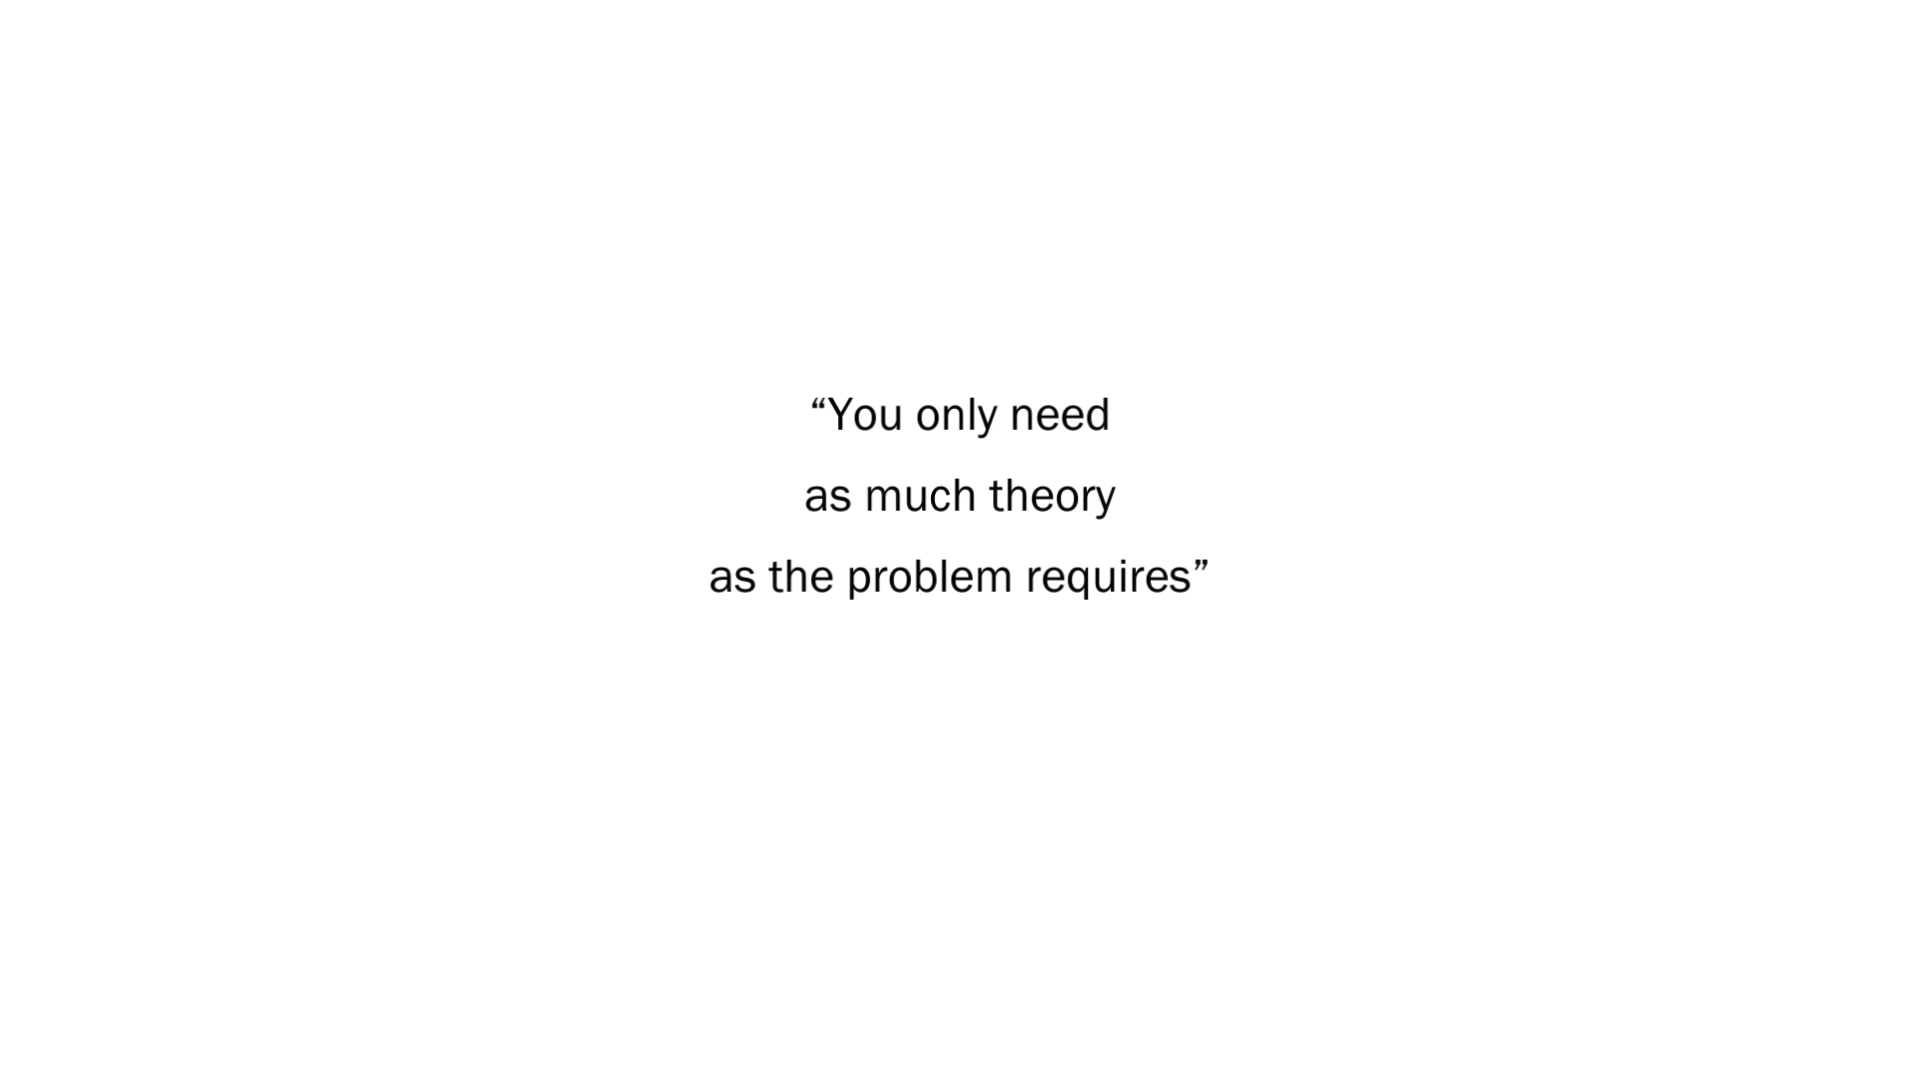 “You only need
as much theory
as the problem requires”